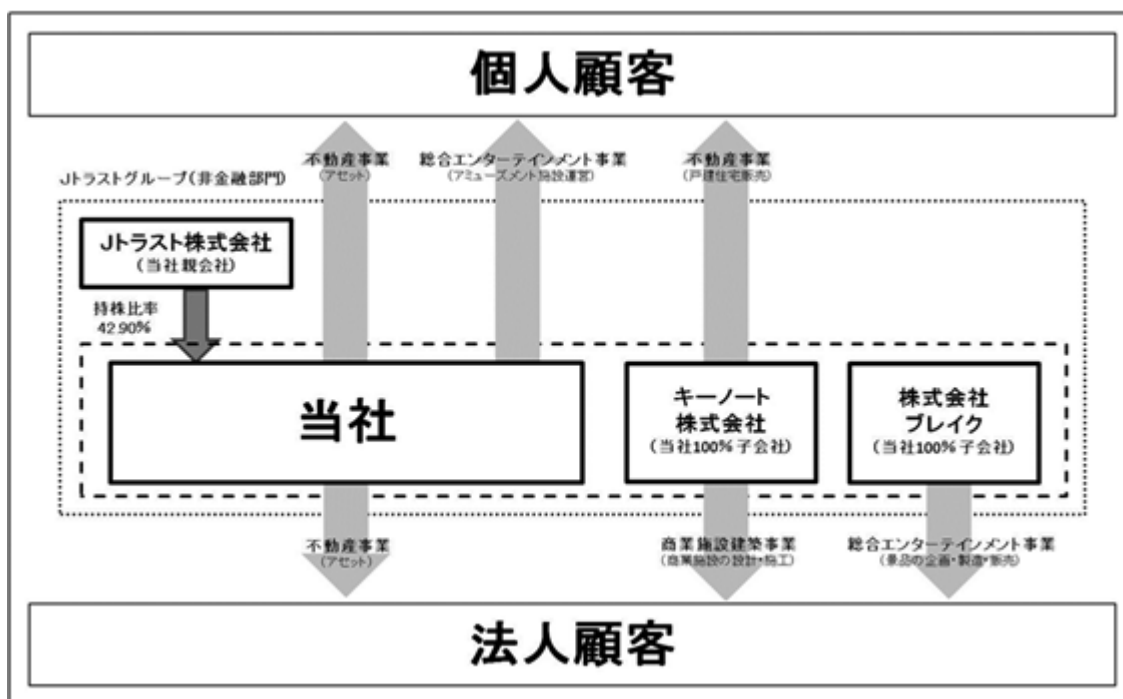 個人顧客
不動産事業
(アセット)
総合エンターテインメント事業
(アミューズメント施設運営)
不動産事業
(戸建住宅販売)
Jトラストグループ(非金融部門)
Jトラスト株式会社
(当社親会社)
持株比率
42.90%
当社
キーノート
株式会社
(当社100%子会社)
株式会社
ブレイク
(当社100%子会社)
不動産事業
(アセット)
商業施設建築事業
(商業施設の設計・施工)
総合エンターテインメント事業
(景品の企画・製造・販売)
法人顧客